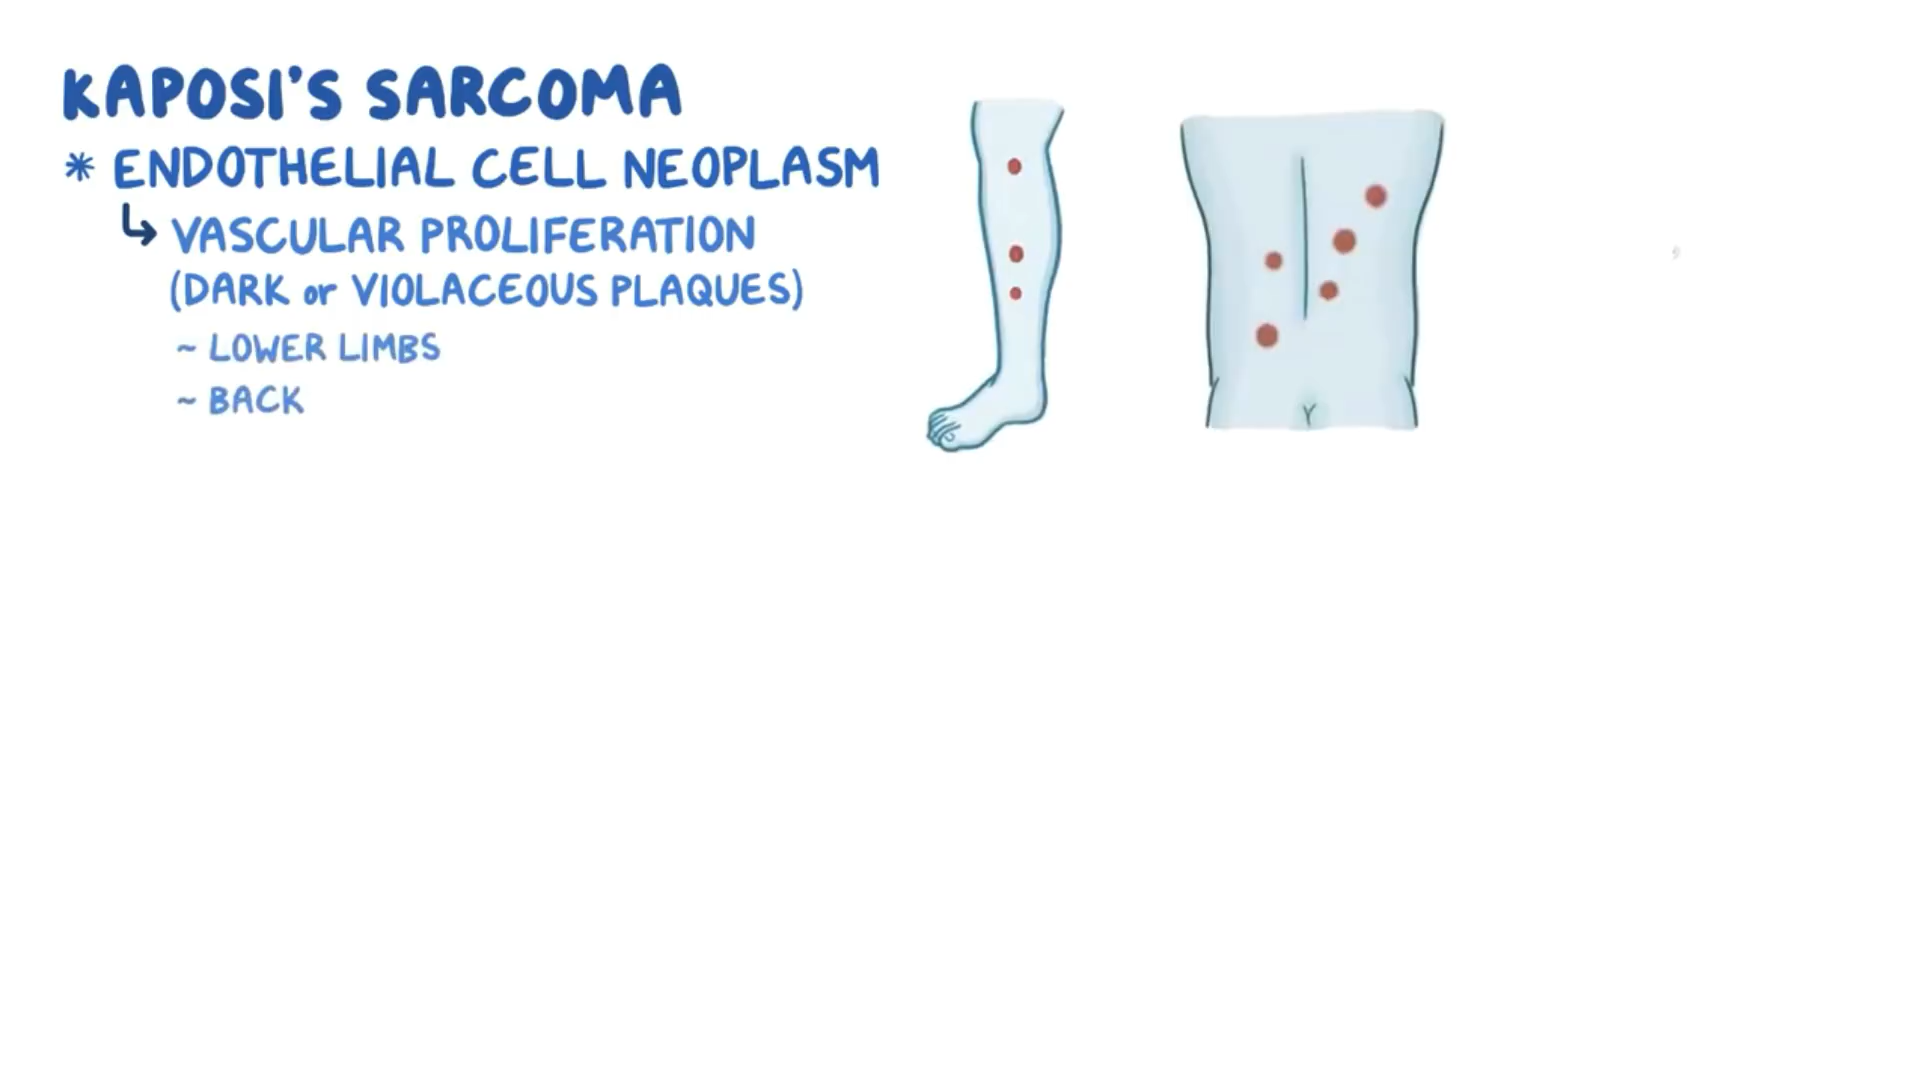 KAPOSI'S SARCOMA
* ENDOTHELIAL CELL NEOPLASM
↳ VASCULAR PROLIFERATION
(DARK or VIOLACEOUS PLAQUES)
~ LOWER LIMBS
~ BACK